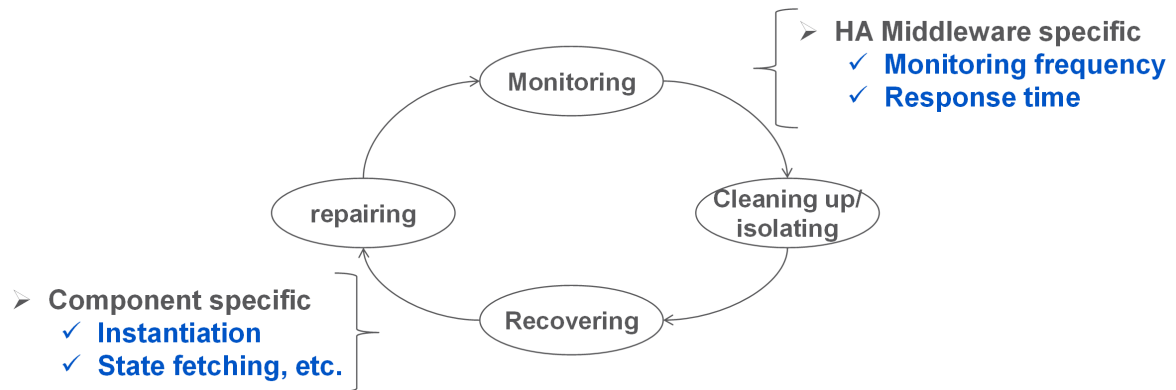 ➢ HA Middleware specific
✓ Monitoring frequency
✓ Response time
Monitoring
Cleaning up/
isolating
repairing
Recovering
➢ Component specific
✓ Instantiation
✓ State fetching, etc.